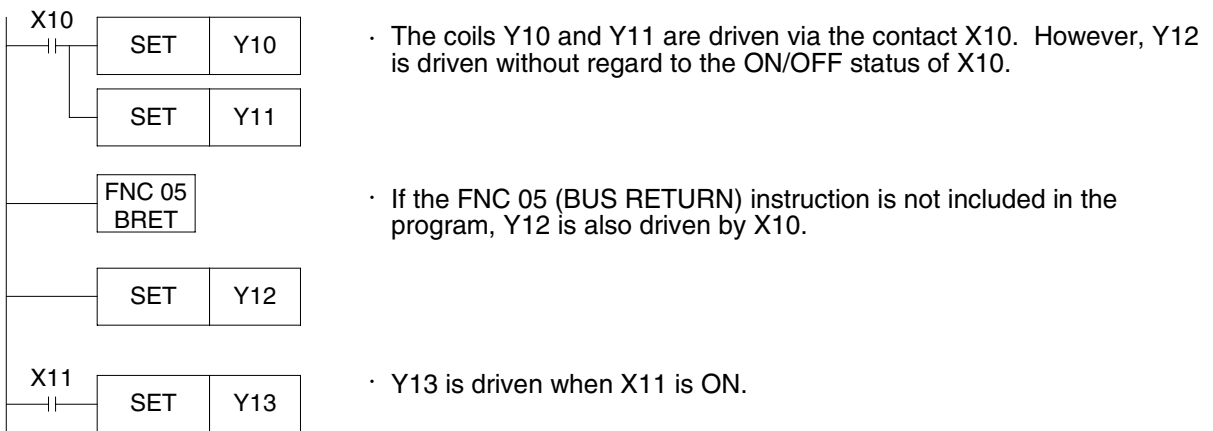 X10
SET Y10
· The coils Y10 and Y11 are driven via the contact X10. However, Y12
is driven without regard to the ON/OFF status of X10.
SET Y11
FNC 05
BRET
· If the FNC 05 (BUS RETURN) instruction is not included in the
program, Y12 is also driven by X10.
SET Y12
X11
SET Y13
· Y13 is driven when X11 is ON.